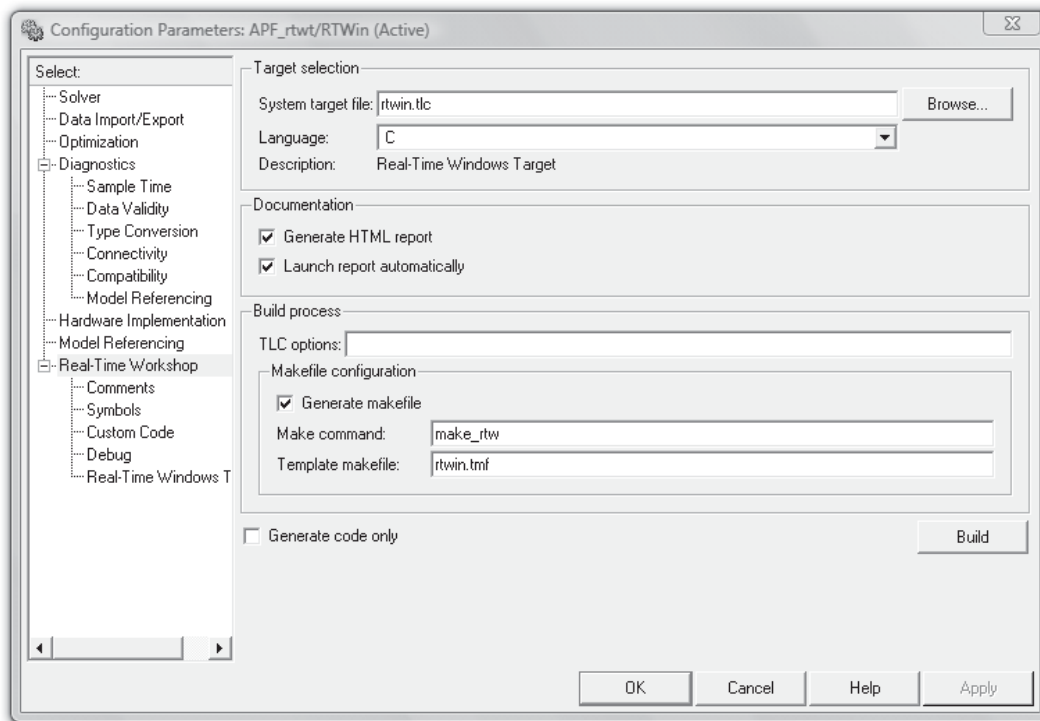 Configuration Parameters: APF_rtwt/RTWin (Active)
Select:
Solver
Data Import/Export
Optimization
Diagnostics
Sample Time
Data Validity
Type Conversion
Connectivity
Compatibility
Model Referencing
Hardware Implementation
Model Referencing
Real-Time Workshop
Comments
Symbols
Custom Code
Debug
Real-Time Windows T
Target selection
System target file: rtwin.tlc Browse...
Language: C
Description: Real-Time Windows Target
Documentation
Generate HTML report
Launch report automatically
Build process
TLC options:
Makefile configuration
Generate makefile
Make command: make_rtw
Template makefile: rtwin.tmf
Generate code only Build
OK Cancel Help Apply